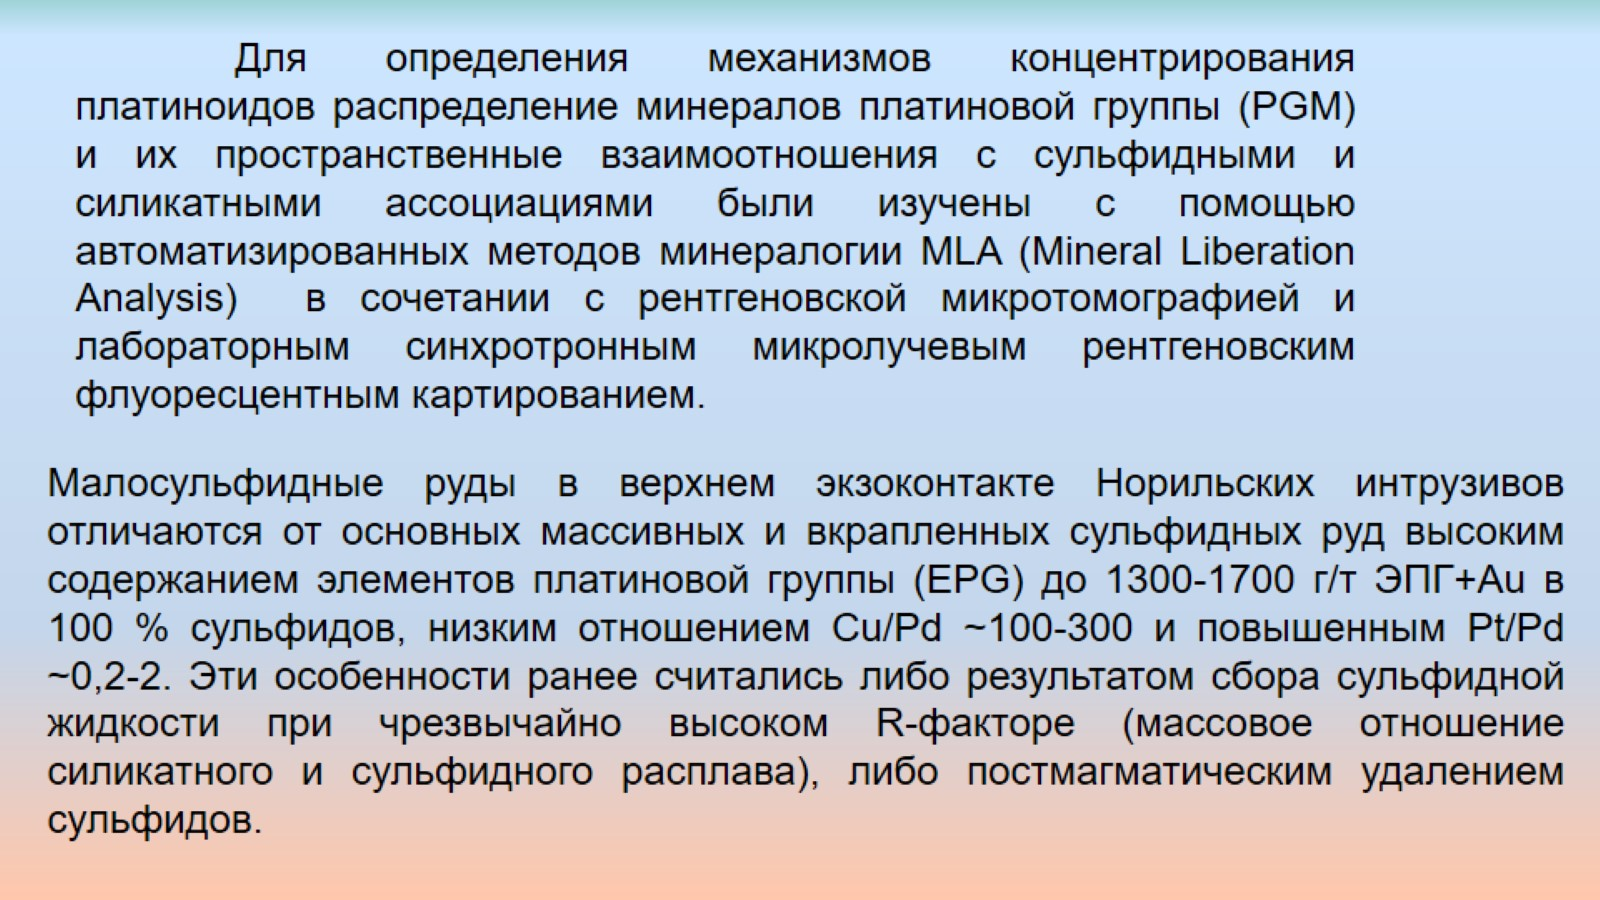 Для определения механизмов концентрирования
платиноидов распределение минералов платиновой группы (PGM)
и их пространственные взаимоотношения с сульфидными и
силикатными ассоциациями были изучены с помощью
автоматизированных методов минералогии MLA (Mineral Liberation
Analysis) в сочетании с рентгеновской микротомографией и
лабораторным синхротронным микролучевым рентгеновским
флуоресцентным картированием.
Малосульфидные руды в верхнем экзоконтакте Норильских интрузивов
отличаются от основных массивных и вкрапленных сульфидных руд высоким
содержанием элементов платиновой группы (EPG) до 1300-1700 г/т ЭПГ+Au в
100 % сульфидов, низким отношением Cu/Pd ~100-300 и повышенным Pt/Pd
~0,2-2. Эти особенности ранее считались либо результатом сбора сульфидной
жидкости при чрезвычайно высоком R-факторе (массовое отношение
силикатного и сульфидного расплава), либо постмагматическим удалением
сульфидов.